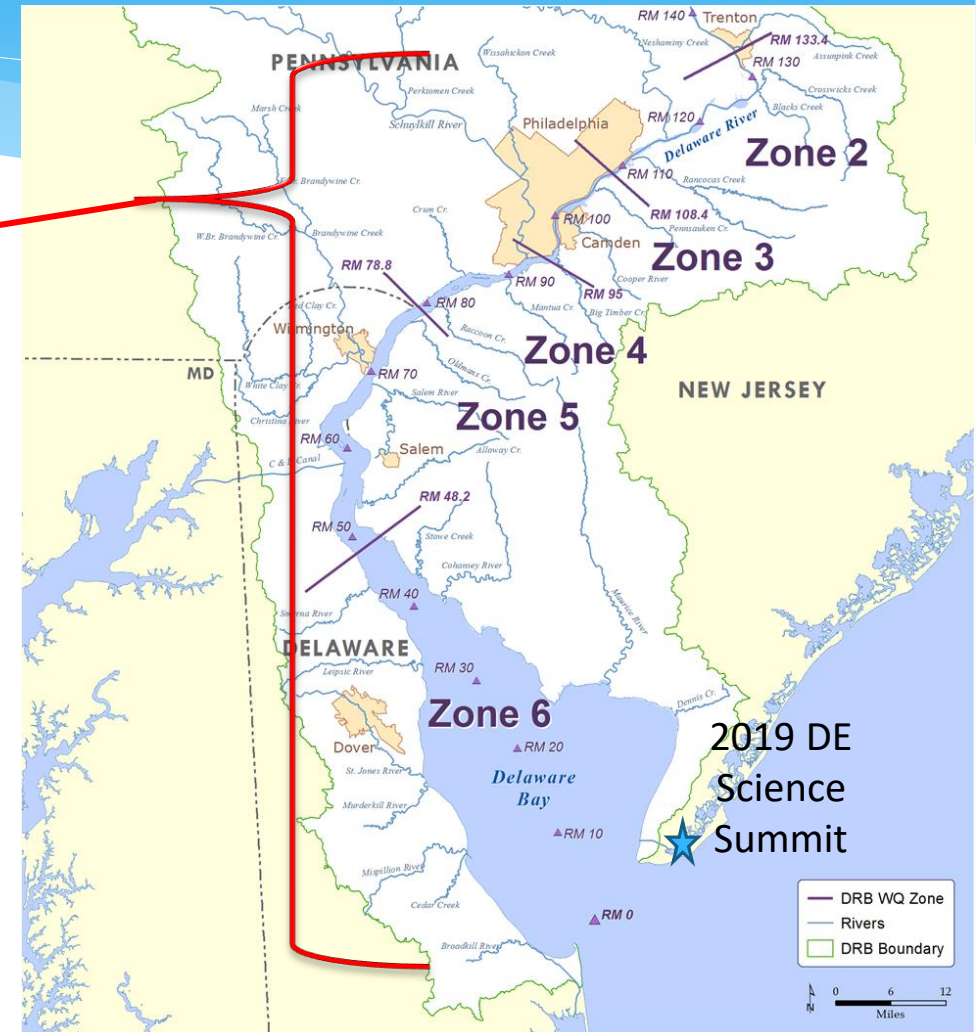 RM 140
Trenton
Wissahickon Creek
Neshaminy Creek
RM 133.4
Assunpink Creek
PENNSYLVANIA
RM 130
Perkiomen Creek
Crosswicks Creek
Marsh Creek
Blacks Creek
Schuylkill River
Philadelphia
RM 120
Delaware River
Zone 2
RM 110
Rancocas Creek
Br. Brandywine Cr.
RM 108.4
Crum Cr.
RM 100
Pennsauken Cr.
W.Br. Brandywine Cr.
Brandywine Creek
Camden
Zone 3
RM 78.8
Cooper River
RM 90
RM 95
RM 80
Mantua Cr.
Big Timber Cr.
Red Clay Cr.
Wilmington
Raccoon Cr.
Zone 4
Oldmans Cr.
MD
RM 70
NEW JERSEY
White Clay Cr.
Salem River
Zone 5
Christina River
RM 60
Salem
Alloway Cr.
C & D Canal
RM 48.2
RM 50
Stowe Creek
Cohansey River
RM 40
Maurice River
Smyrna River
DELAWARE
RM 30
Leipsic River
Dennis Cr.
Zone 6
2019 DE
Science
Summit
Dover
RM 20
St. Jones River
Delaware
Bay
Murderkill River
RM 10
Mispillion River
Cedar Creek
RM 0
Broadkill River
DRB WQ Zone
Rivers
DRB Boundary
N
0 6 12
Miles